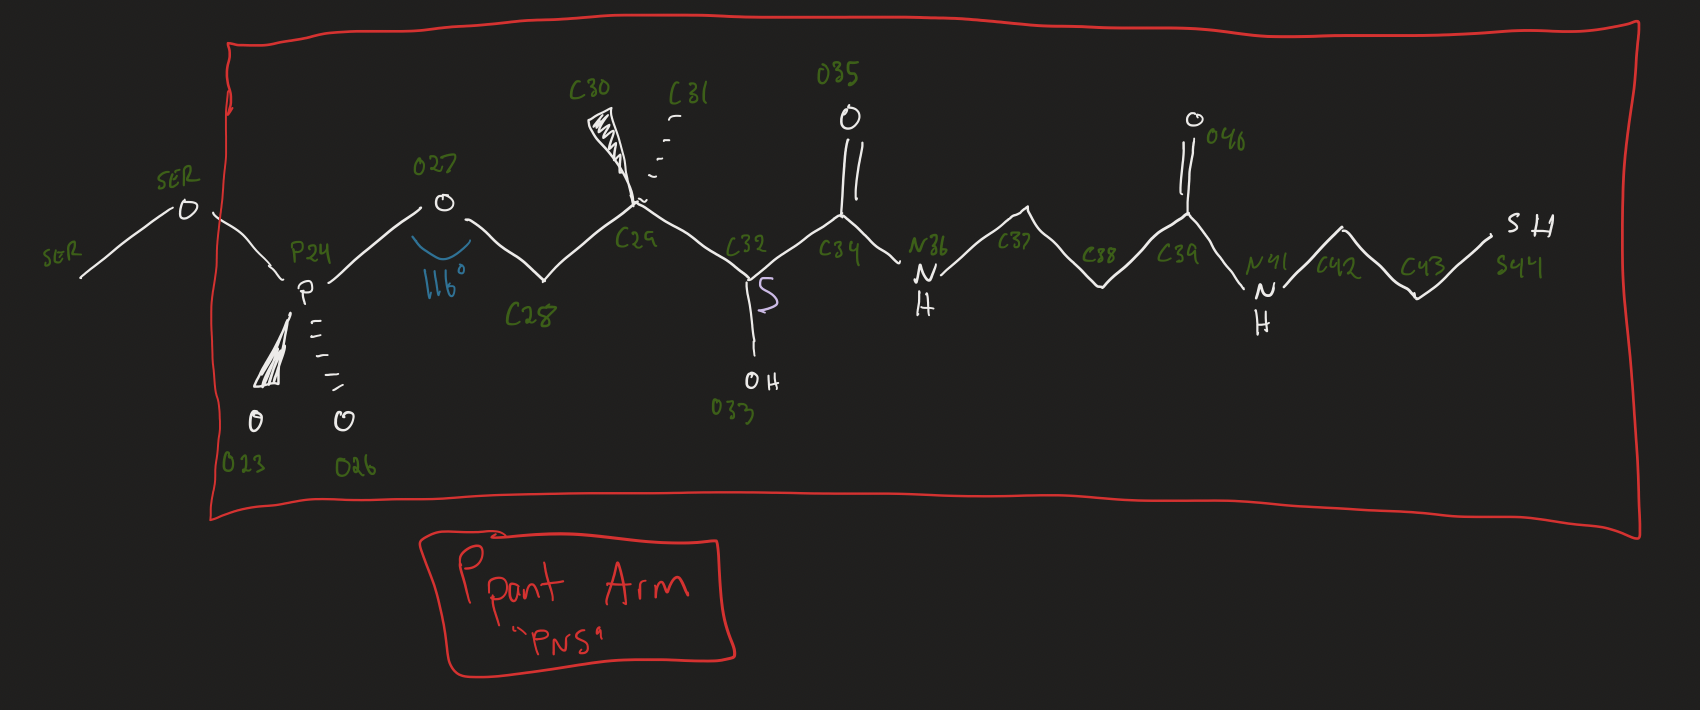 C30 C31 O35
O
O
O46
SER O27
O O
SER P24 C29 C32 C34 N36 C37 C38 C39 N41 C42 C43 SH
S44
P 116° C28 S N N
H H
OH
O33
O O
O23 O26
Ppant Arm
"PNS"